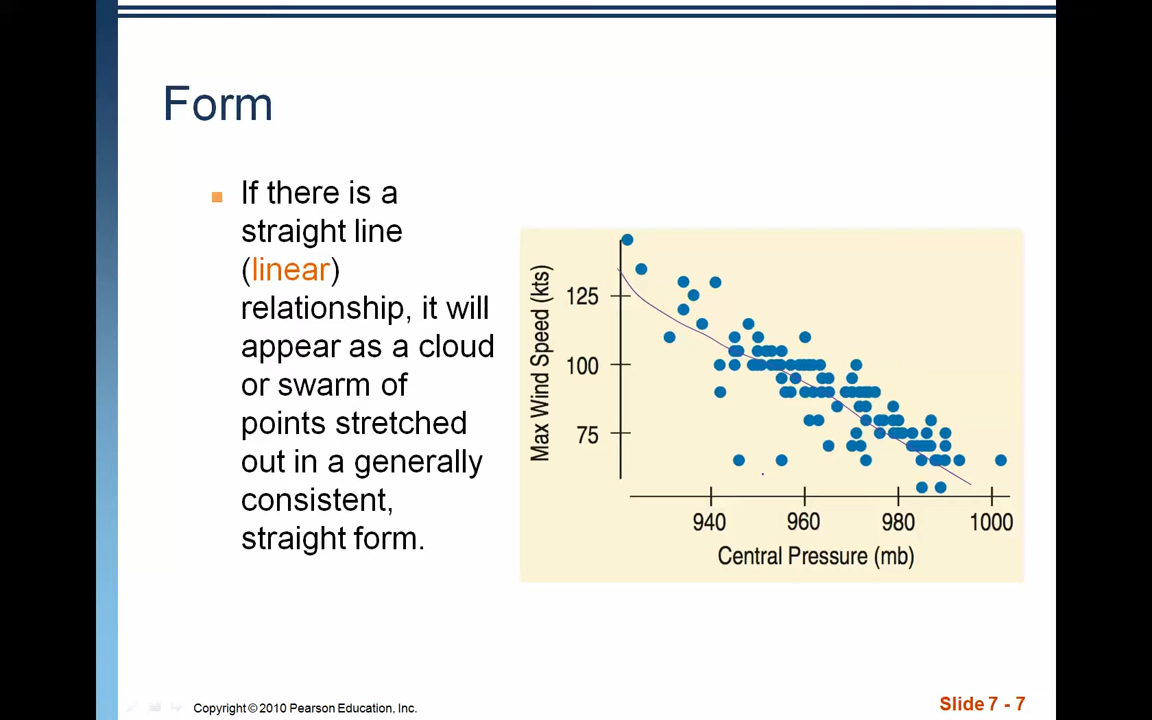 Form
If there is a
straight line
(linear)
relationship, it will
appear as a cloud
or swarm of
points stretched
out in a generally
consistent,
straight form.
Max Wind Speed (kts)
125
100
75
940 960 980 1000
Central Pressure (mb)
Copyright © 2010 Pearson Education, Inc.
Slide 7 - 7